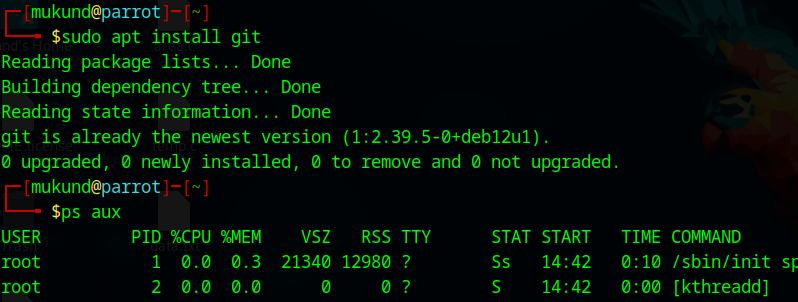 ┌─[mukund@parrot]─[~]
└──╼ $sudo apt install git
Reading package lists... Done
Building dependency tree... Done
Reading state information... Done
git is already the newest version (1:2.39.5-0+deb12u1).
0 upgraded, 0 newly installed, 0 to remove and 0 not upgraded.
┌─[mukund@parrot]─[~]
└──╼ $ps aux
USER         PID %CPU %MEM    VSZ   RSS TTY      STAT START   TIME COMMAND
root           1  0.0  0.3  21340 12980 ?        Ss   14:42   0:10 /sbin/init sp
root           2  0.0  0.0      0     0 ?        S    14:42   0:00 [kthreadd]